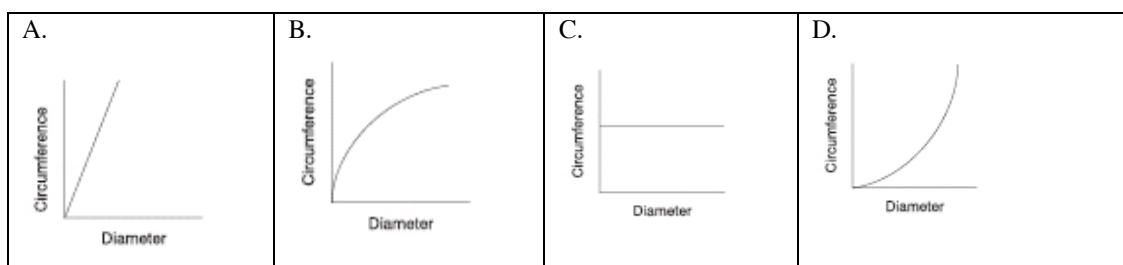 A.
Circumference
Diameter
B.
Circumference
Diameter
C.
Circumference
Diameter
D.
Circumference
Diameter